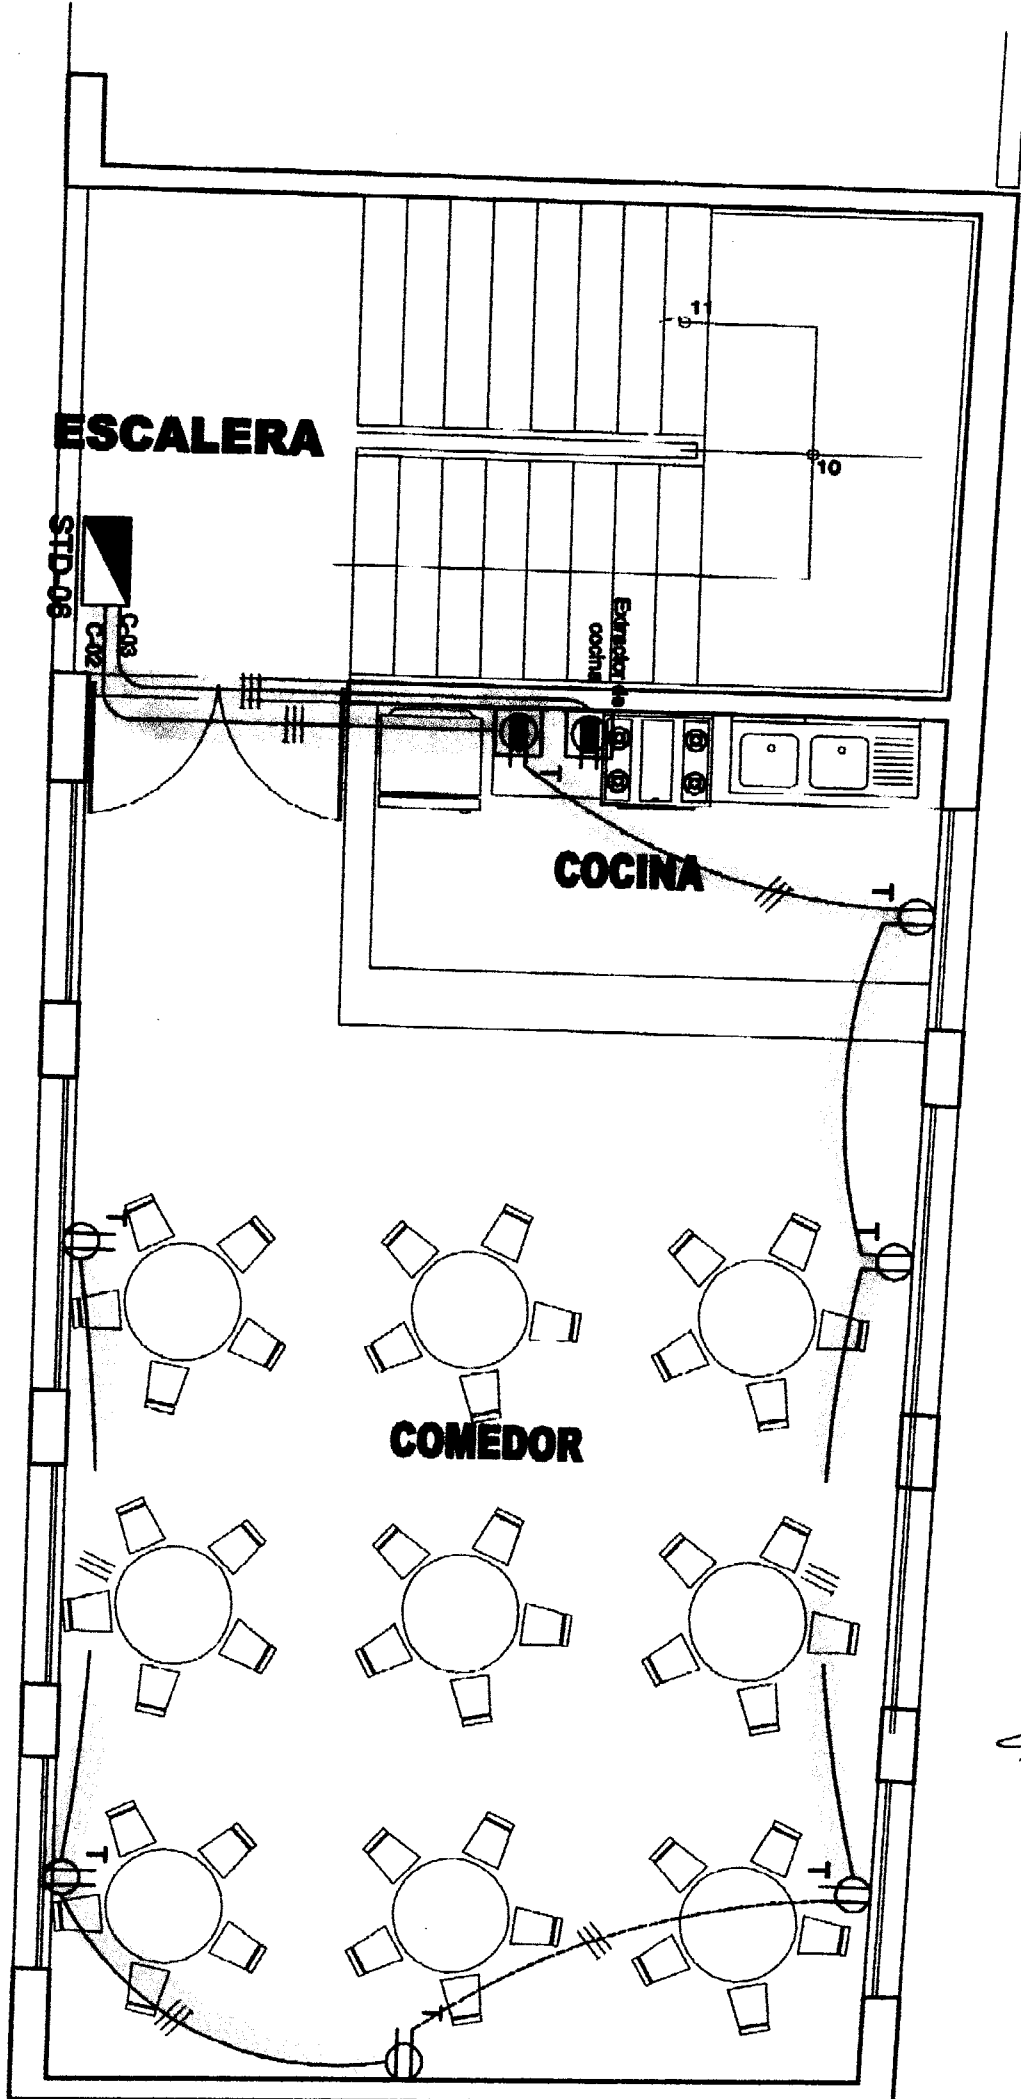 11
ESCALERA
10
STD-06
C-03
C-02
Extractor de
cocina
T
COCINA
T
T
T
COMEDOR
T
T
T